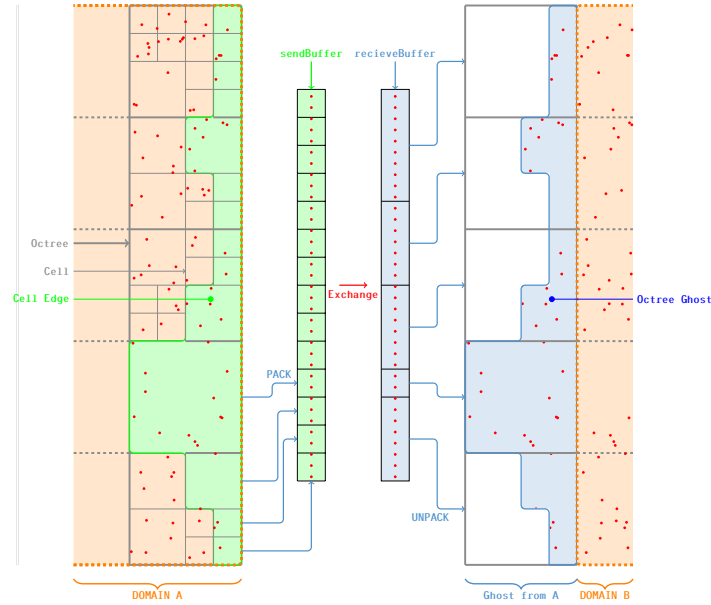 sendBuffer
recieveBuffer
Octree
Cell
Cell Edge
Exchange
Octree Ghost
PACK
UNPACK
DOMAIN A
Ghost from A
DOMAIN B